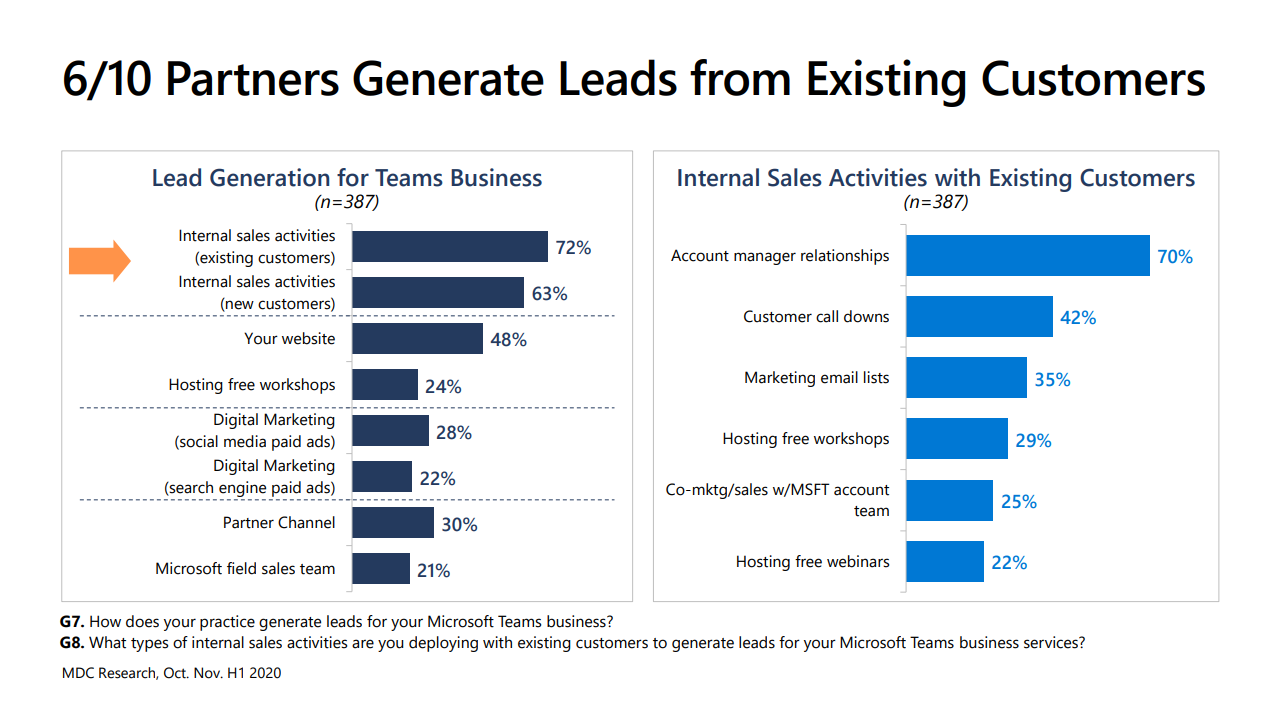 6/10 Partners Generate Leads from Existing Customers
Lead Generation for Teams Business
(n=387)
Internal sales activities
(existing customers)
72%
Internal sales activities
(new customers)
63%
Your website
48%
Hosting free workshops
24%
Digital Marketing
(social media paid ads)
28%
Digital Marketing
(search engine paid ads)
22%
Partner Channel
30%
Microsoft field sales team
21%
Internal Sales Activities with Existing Customers
(n=387)
Account manager relationships
70%
Customer call downs
42%
Marketing email lists
35%
Hosting free workshops
29%
Co-mktg/sales w/MSFT account
team
25%
Hosting free webinars
22%
G7. How does your practice generate leads for your Microsoft Teams business?
G8. What types of internal sales activities are you deploying with existing customers to generate leads for your Microsoft Teams business services?
MDC Research, Oct. Nov. H1 2020